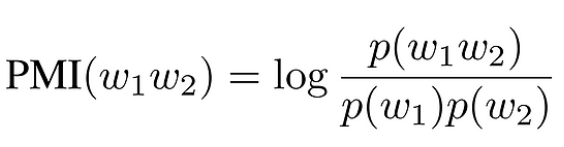 PMI(w₁w₂) = log p(w₁w₂) / p(w₁)p(w₂)